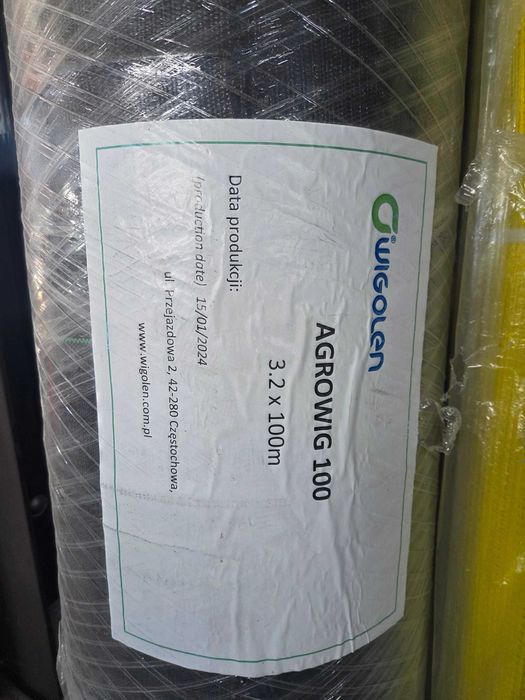 WIGOLEN®
AGROWIG 100
3.2 x 100m
Data produkcji:
(production date) 15/01/2024
ul. Przejazdowa 2, 42-280 Częstochowa,
www.wigolen.com.pl